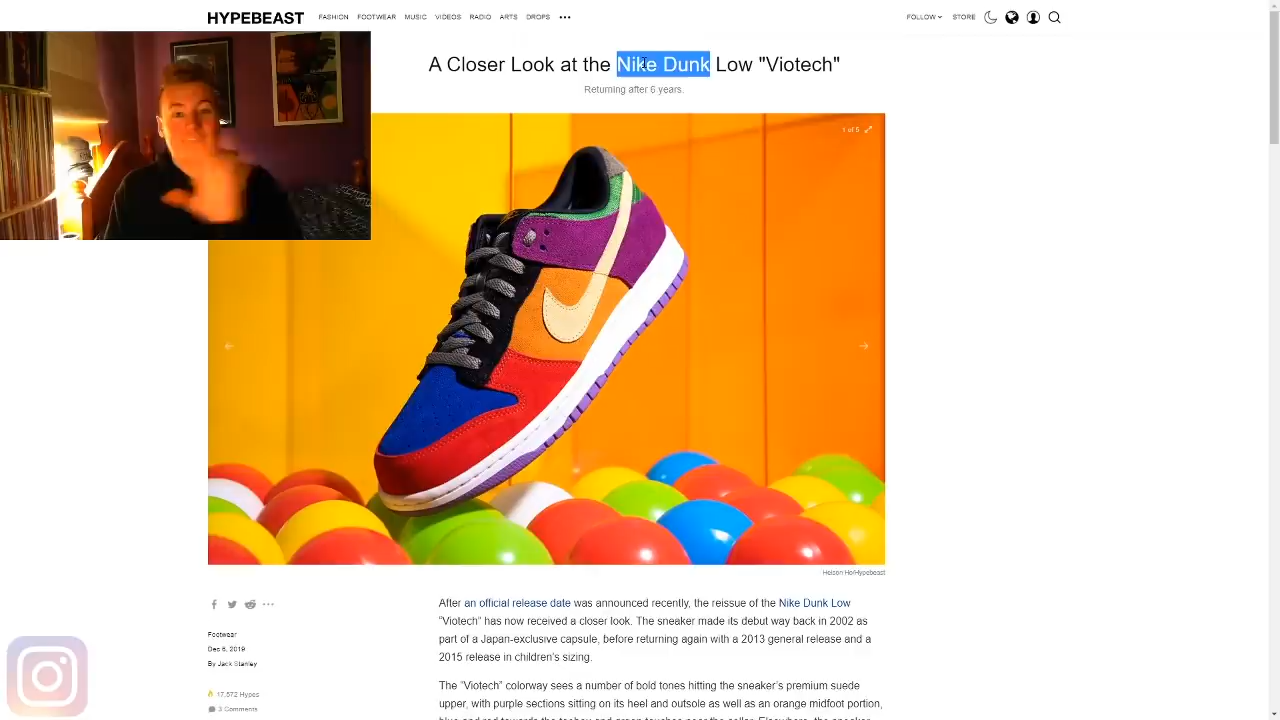 HYPEBEAST FASHION FOOTWEAR MUSIC VIDEOS RADIO ARTS DROPS FOLLOW STORE
A Closer Look at the Nike Dunk Low "Viotech"
Returning after 6 years.
1 of 5
Helson Ho/Hypebeast
After an official release date was announced recently, the reissue of the Nike Dunk Low
"Viotech" has now received a closer look. The sneaker made its debut way back in 2002 as
part of a Japan-exclusive capsule, before returning again with a 2013 general release and a
2015 release in children's sizing.
Footwear
Dec 6, 2019
By Jack Stanley
17,572 Hypes
3 Comments
The "Viotech" colorway sees a number of bold tones hitting the sneaker's premium suede
upper, with purple sections sitting on its heel and outsole as well as an orange midfoot portion,